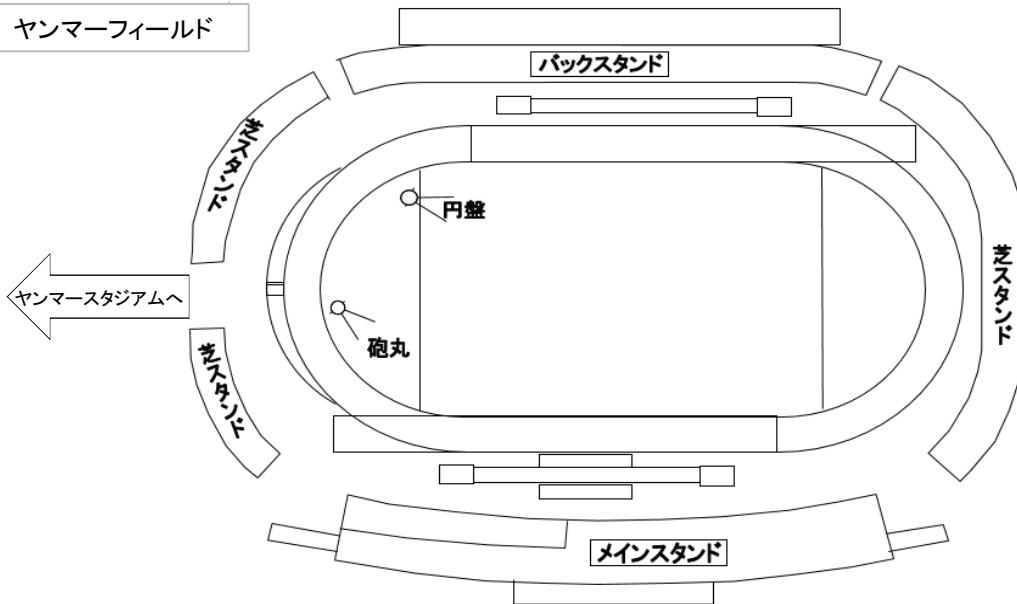 ヤンマーフィールド
バックスタンド
芝スタンド
円盤
芝スタンド
ヤンマースタジアムへ
砲丸
芝スタンド
メインスタンド